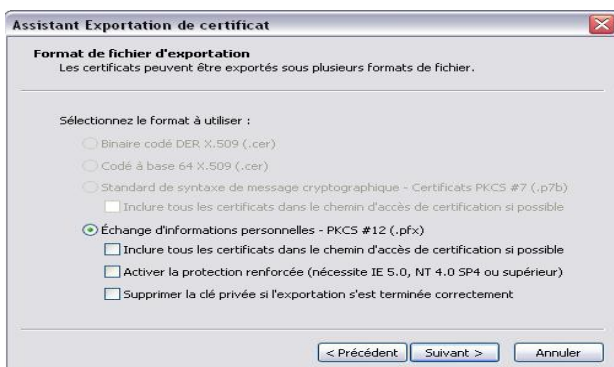 Assistant Exportation de certificat
Format de fichier d'exportation
Les certificats peuvent être exportés sous plusieurs formats de fichier.
Sélectionnez le format à utiliser :
Binaire codé DER X.509 (.cer)
Codé à base 64 X.509 (.cer)
Standard de syntaxe de message cryptographique - Certificats PKCS #7 (.p7b)
Inclure tous les certificats dans le chemin d'accès de certification si possible
Échange d'informations personnelles - PKCS #12 (.pfx)
Inclure tous les certificats dans le chemin d'accès de certification si possible
Activer la protection renforcée (nécessite IE 5.0, NT 4.0 SP4 ou supérieur)
Supprimer la clé privée si l'exportation s'est terminée correctement
< Précédent Suivant > Annuler